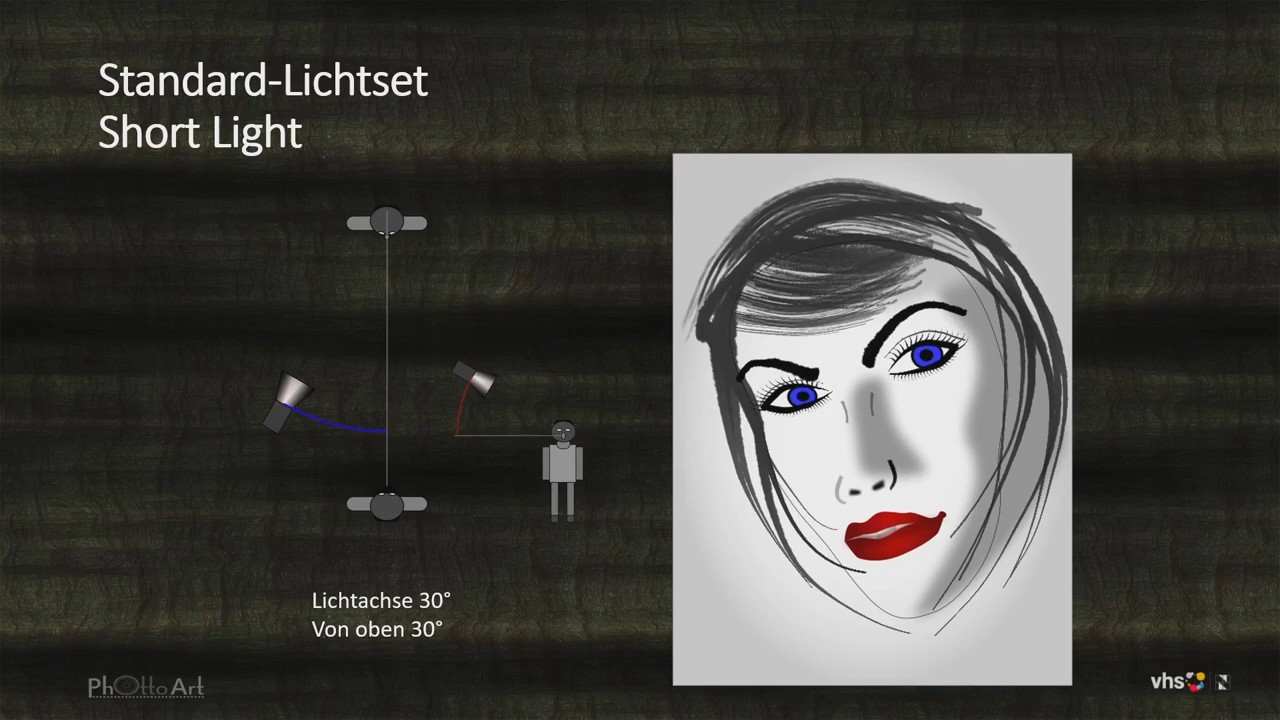 Standard-Lichtset
Short Light
Lichtachse 30°
Von oben 30°
PhOttoArt
vhs